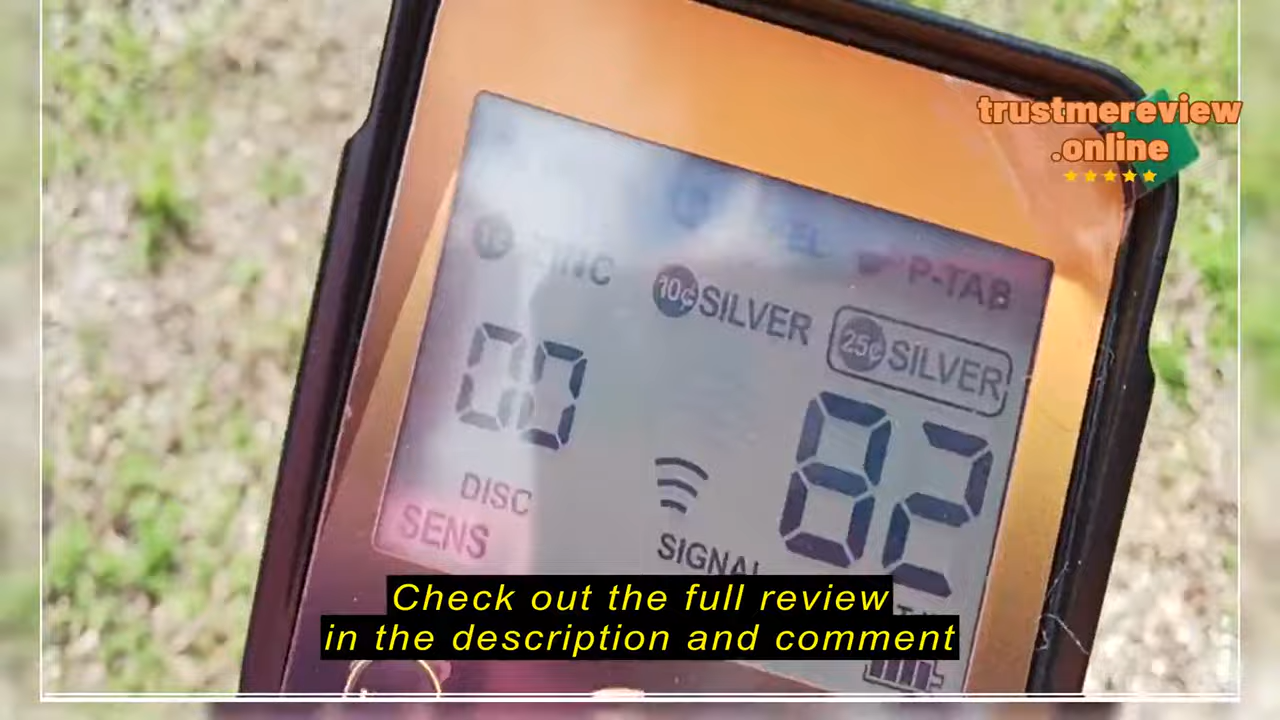 trustmereview
.online
P-TAB
ZINC
10¢ SILVER
25¢ SILVER
00
82
DISC
SENS
SIGNAL
Check out the full review
in the description and comment